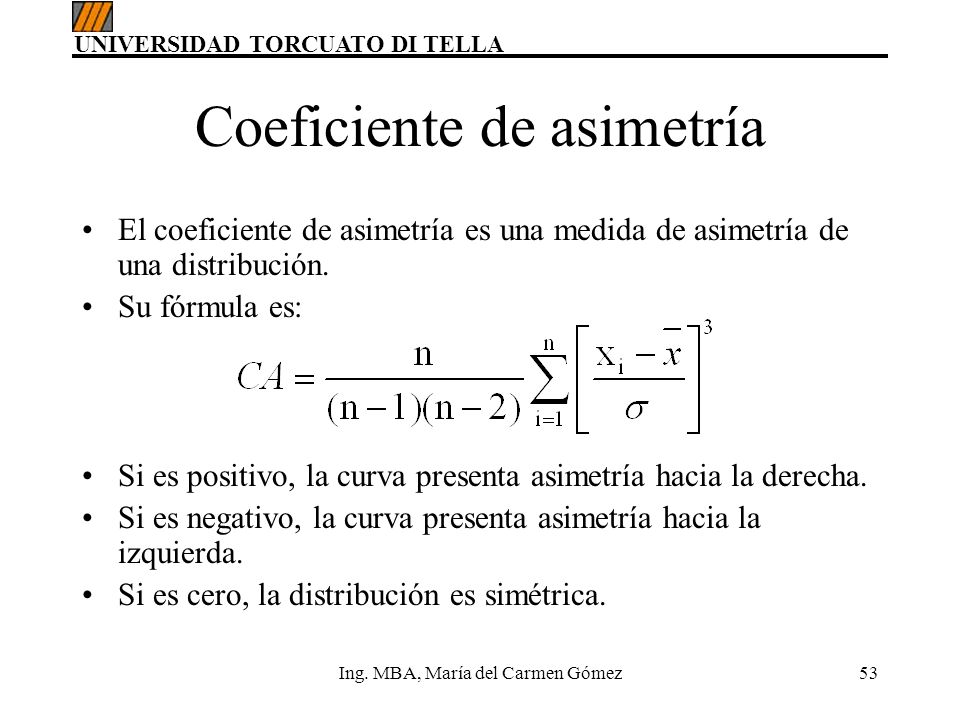 UNIVERSIDAD TORCUATO DI TELLA
Coeficiente de asimetría
• El coeficiente de asimetría es una medida de asimetría de
una distribución.
• Su fórmula es:
CA = n / ((n−1)(n−2)) ∑_{i=1}^{n} [ (x_i − x̄) / σ ]^3
• Si es positivo, la curva presenta asimetría hacia la derecha.
• Si es negativo, la curva presenta asimetría hacia la
izquierda.
• Si es cero, la distribución es simétrica.
Ing. MBA, María del Carmen Gómez 53